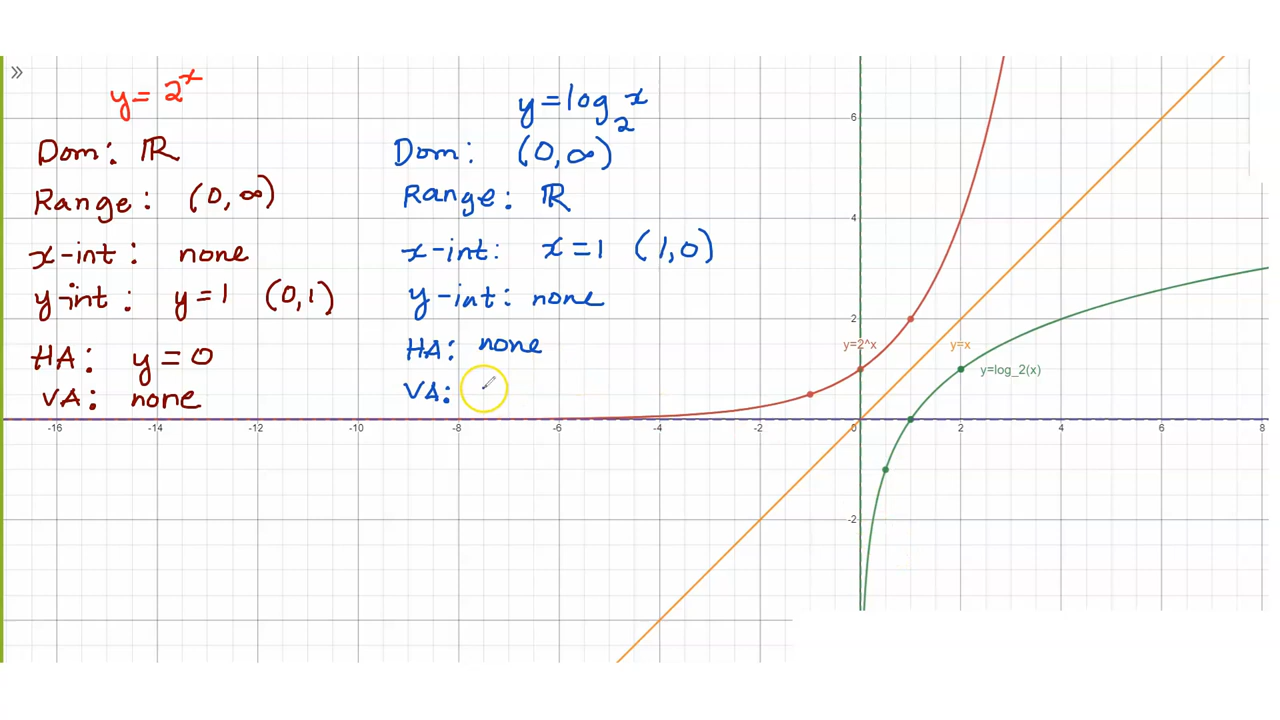 »
y = 2^x
Dom: ℝ
Range: (0, ∞)
x-int: none
y-int: y = 1 (0,1)
HA: y = 0
VA: none
y = log_2 x
Dom: (0, ∞)
Range: ℝ
x-int: x = 1 (1,0)
y-int: none
HA: none
VA:
6
4
2
y=2^x
y=x
y=log_2(x)
-16 -14 -12 -10 -8 -6 -4 -2 0 2 4 6 8
-2